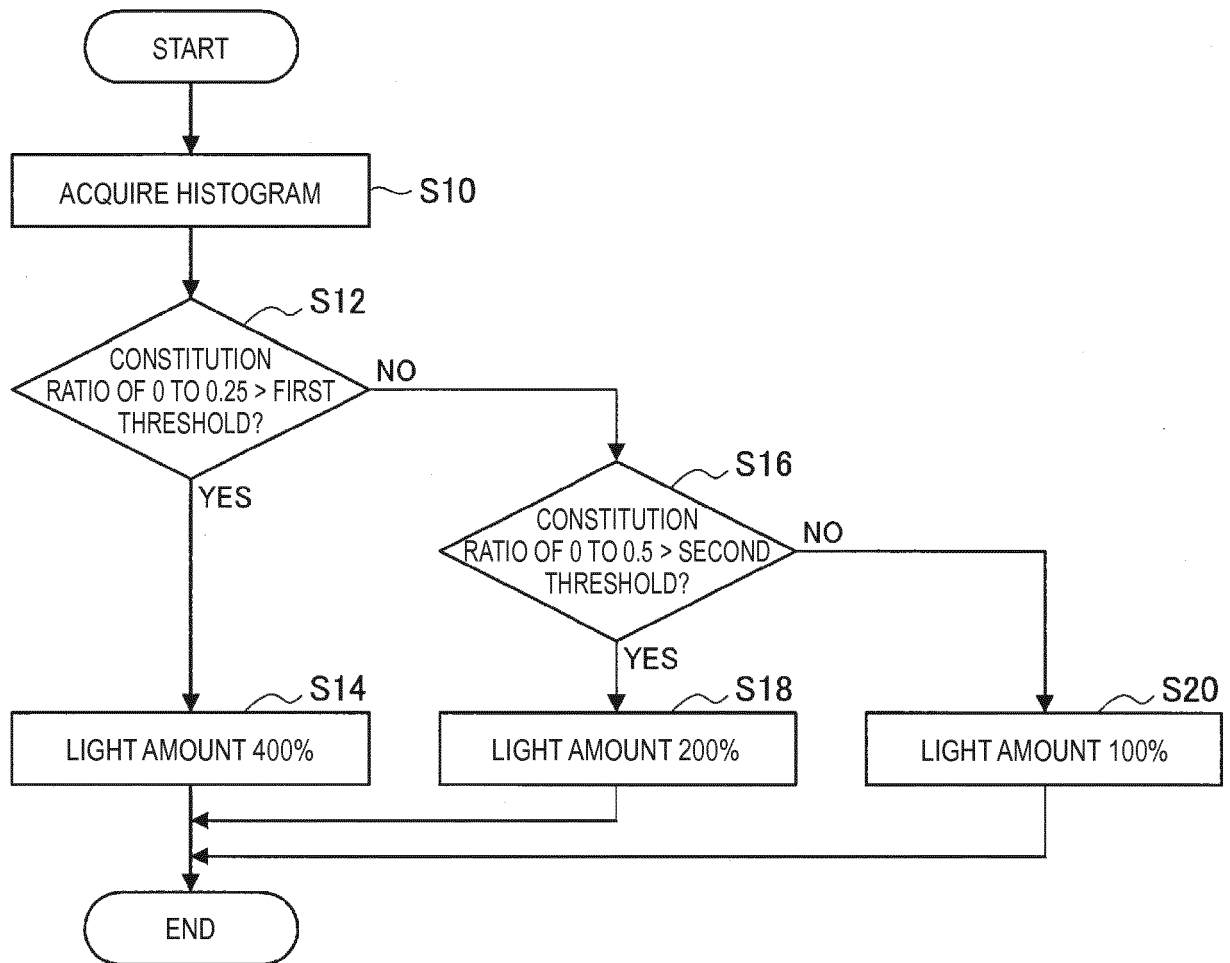 START
ACQUIRE HISTOGRAM
S10
S12
CONSTITUTION
RATIO OF 0 TO 0.25 > FIRST
THRESHOLD?
NO
YES
S16
CONSTITUTION
RATIO OF 0 TO 0.5 > SECOND
THRESHOLD?
NO
YES
S14
LIGHT AMOUNT 400%
S18
LIGHT AMOUNT 200%
S20
LIGHT AMOUNT 100%
END